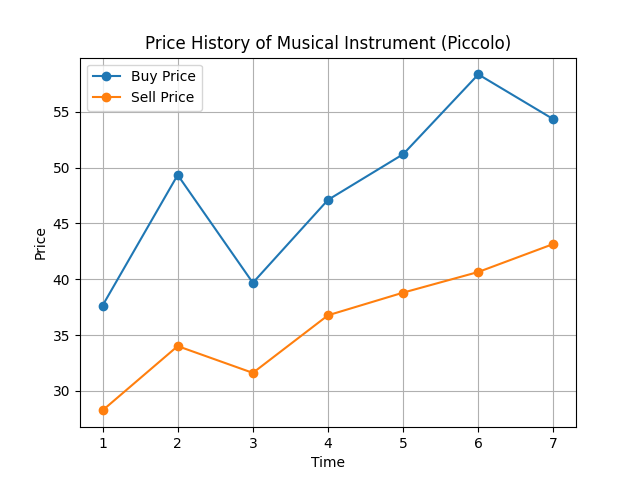 Price History of Musical Instrument (Piccolo)
Buy Price
Sell Price
55
50
45
40
35
30
Price
1 2 3 4 5 6 7
Time